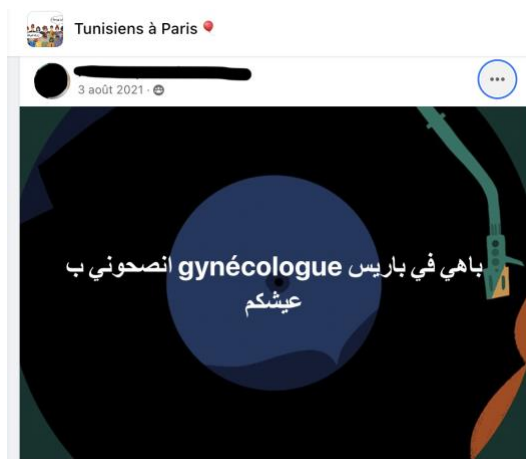 Tunisiens à Paris🎈
3 août 2021 ·
انصحوني ب gynécologue باهي في باريس
عيشكم